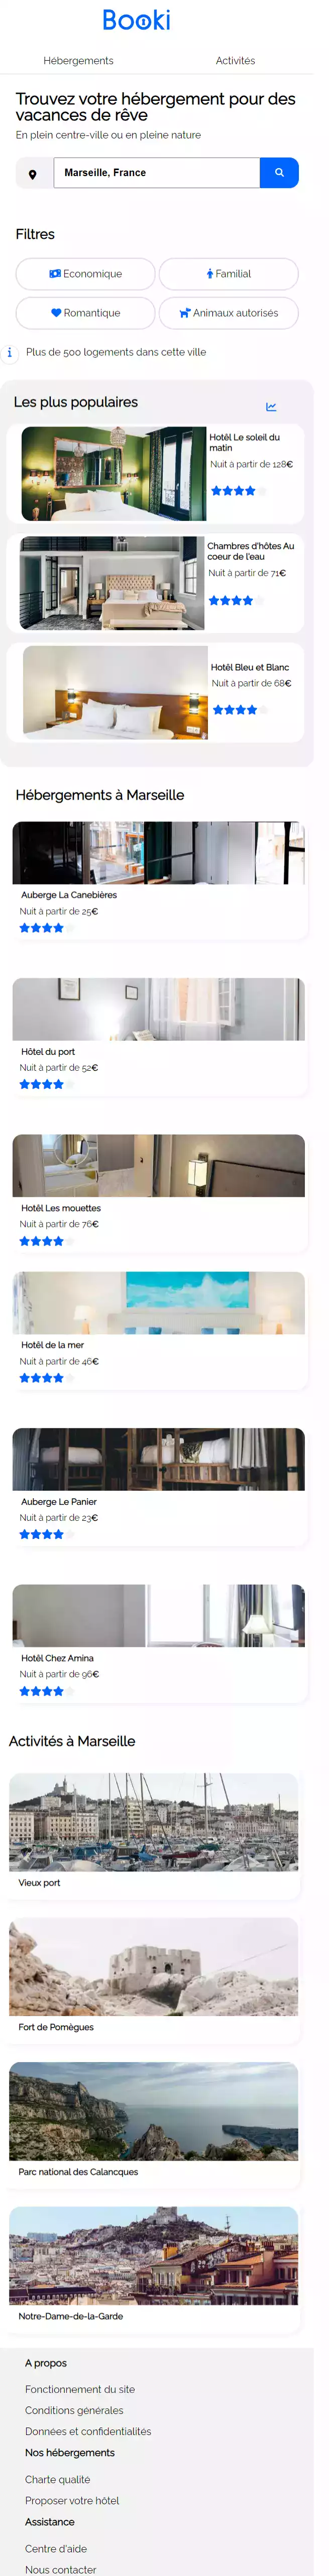 Booki
Hébergements
Activités
Trouvez votre hébergement pour des
vacances de rêve
En plein centre-ville ou en pleine nature
Marseille, France
Filtres
Economique
Familial
Romantique
Animaux autorisés
Plus de 500 logements dans cette ville
Les plus populaires
Hotêl Le soleil du
matin
Nuit à partir de 128€
Chambres d'hôtes Au
coeur de l'eau
Nuit à partir de 71€
Hotêl Bleu et Blanc
Nuit à partir de 68€
Hébergements à Marseille
Auberge La Canebières
Nuit à partir de 25€
Hôtel du port
Nuit à partir de 52€
Hotêl Les mouettes
Nuit à partir de 76€
Hotêl de la mer
Nuit à partir de 46€
Auberge Le Panier
Nuit à partir de 23€
Hotêl Chez Amina
Nuit à partir de 96€
Activités à Marseille
Vieux port
Fort de Pomègues
Parc national des Calancques
Notre-Dame-de-la-Garde
A propos
Fonctionnement du site
Conditions générales
Données et confidentialités
Nos hébergements
Charte qualité
Proposer votre hôtel
Assistance
Centre d'aide
Nous contacter